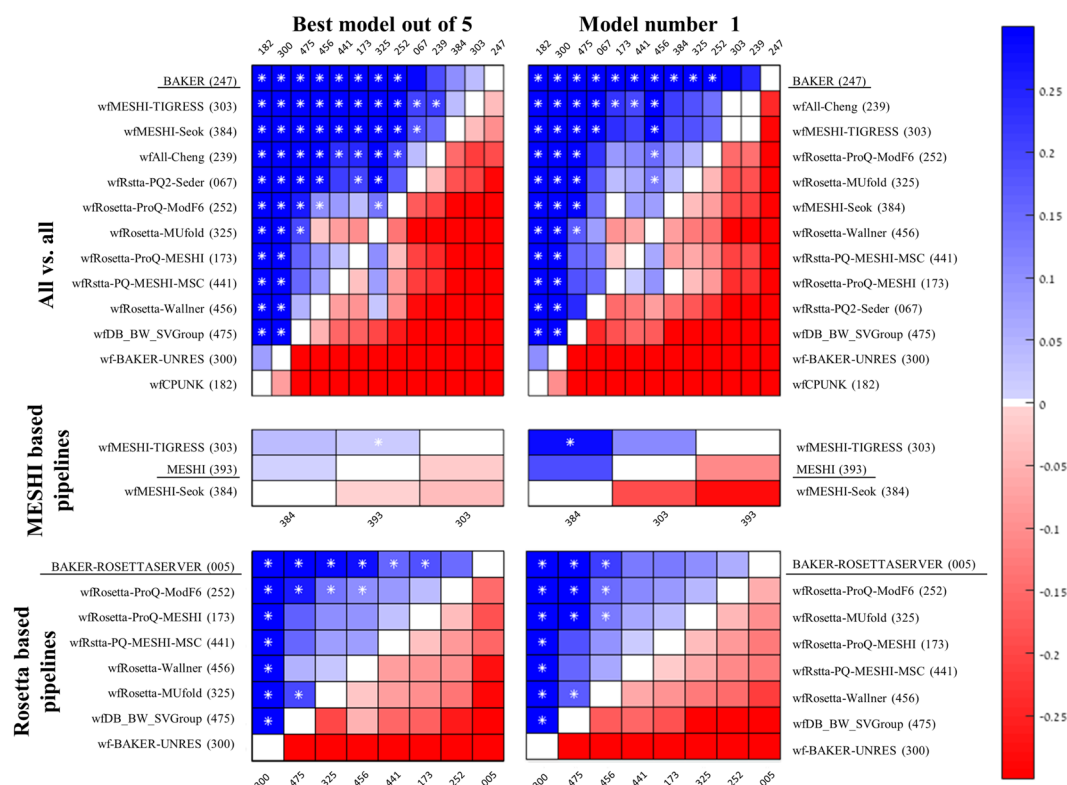 Best model out of 5
Model number 1
182 300 475 456 441 173 325 252 067 239 384 303 247
182 300 475 067 173 441 456 384 325 252 303 239 247
All vs. all
BAKER (247)
wfMESHI-TIGRESS (303)
wfMESHI-Seok (384)
wfAll-Cheng (239)
wfRstta-PQ2-Seder (067)
wfRosetta-ProQ-ModF6 (252)
wfRosetta-MUfold (325)
wfRosetta-ProQ-MESHI (173)
wfRstta-PQ-MESHI-MSC (441)
wfRosetta-Wallner (456)
wfDB_BW_SVGroup (475)
wf-BAKER-UNRES (300)
wfCPUNK (182)
BAKER (247)
wfAll-Cheng (239)
wfMESHI-TIGRESS (303)
wfRosetta-ProQ-ModF6 (252)
wfRosetta-MUfold (325)
wfMESHI-Seok (384)
wfRosetta-Wallner (456)
wfRstta-PQ-MESHI-MSC (441)
wfRosetta-ProQ-MESHI (173)
wfRstta-PQ2-Seder (067)
wfDB_BW_SVGroup (475)
wf-BAKER-UNRES (300)
wfCPUNK (182)
MESHI based
pipelines
wfMESHI-TIGRESS (303)
MESHI (393)
wfMESHI-Seok (384)
384 393 303
wfMESHI-TIGRESS (303)
MESHI (393)
wfMESHI-Seok (384)
384 303 393
Rosetta based
pipelines
BAKER-ROSETTASERVER (005)
wfRosetta-ProQ-ModF6 (252)
wfRosetta-ProQ-MESHI (173)
wfRstta-PQ-MESHI-MSC (441)
wfRosetta-Wallner (456)
wfRosetta-MUfold (325)
wfDB_BW_SVGroup (475)
wf-BAKER-UNRES (300)
300 475 325 456 441 173 252 005
BAKER-ROSETTASERVER (005)
wfRosetta-ProQ-ModF6 (252)
wfRosetta-MUfold (325)
wfRosetta-ProQ-MESHI (173)
wfRstta-PQ-MESHI-MSC (441)
wfRosetta-Wallner (456)
wfDB_BW_SVGroup (475)
wf-BAKER-UNRES (300)
300 475 456 441 173 325 252 005
0.25
0.2
0.15
0.1
0.05
0
-0.05
-0.1
-0.15
-0.2
-0.25